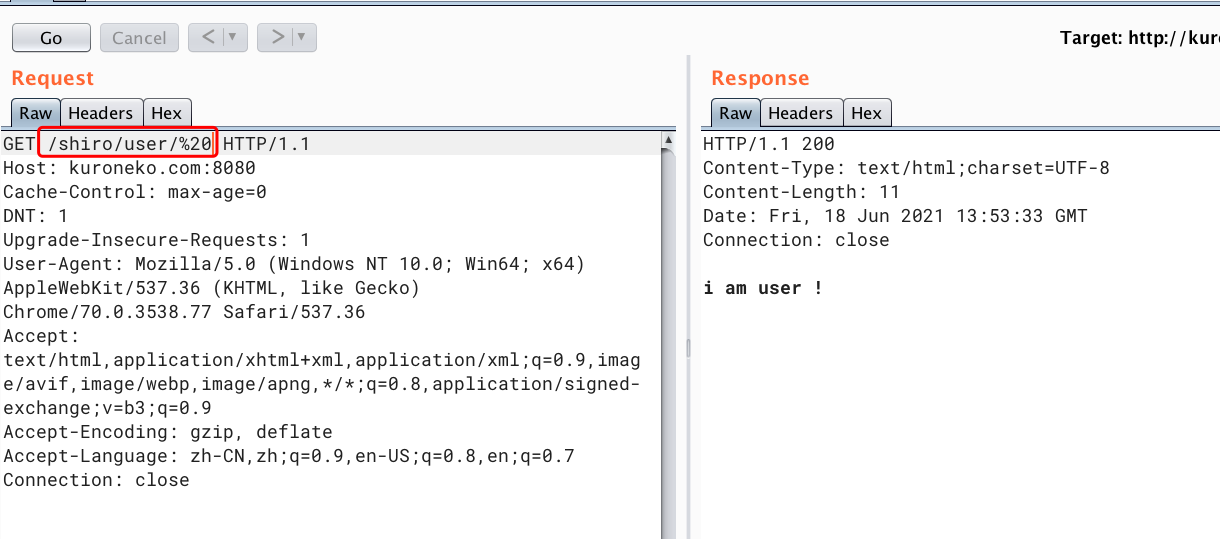 Go
Cancel
<
>
Target: http://kuro
Request
Response
Raw
Headers
Hex
Raw
Headers
Hex
GET /shiro/user/%20 HTTP/1.1
Host: kuroneko.com:8080
Cache-Control: max-age=0
DNT: 1
Upgrade-Insecure-Requests: 1
User-Agent: Mozilla/5.0 (Windows NT 10.0; Win64; x64)
AppleWebKit/537.36 (KHTML, like Gecko)
Chrome/70.0.3538.77 Safari/537.36
Accept:
text/html,application/xhtml+xml,application/xml;q=0.9,imag
e/avif,image/webp,image/apng,*/*;q=0.8,application/signed-
exchange;v=b3;q=0.9
Accept-Encoding: gzip, deflate
Accept-Language: zh-CN,zh;q=0.9,en-US;q=0.8,en;q=0.7
Connection: close
HTTP/1.1 200
Content-Type: text/html;charset=UTF-8
Content-Length: 11
Date: Fri, 18 Jun 2021 13:53:33 GMT
Connection: close
i am user !